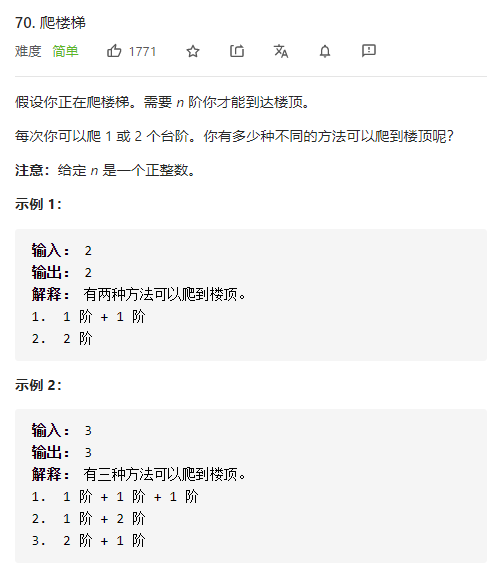 70. 爬楼梯
难度 简单 1771
假设你正在爬楼梯。需要 n 阶你才能到达楼顶。
每次你可以爬 1 或 2 个台阶。你有多少种不同的方法可以爬到楼顶呢？
注意：给定 n 是一个正整数。
示例 1：
输入： 2
输出： 2
解释： 有两种方法可以爬到楼顶。
1. 1 阶 + 1 阶
2. 2 阶
示例 2：
输入： 3
输出： 3
解释： 有三种方法可以爬到楼顶。
1. 1 阶 + 1 阶 + 1 阶
2. 1 阶 + 2 阶
3. 2 阶 + 1 阶